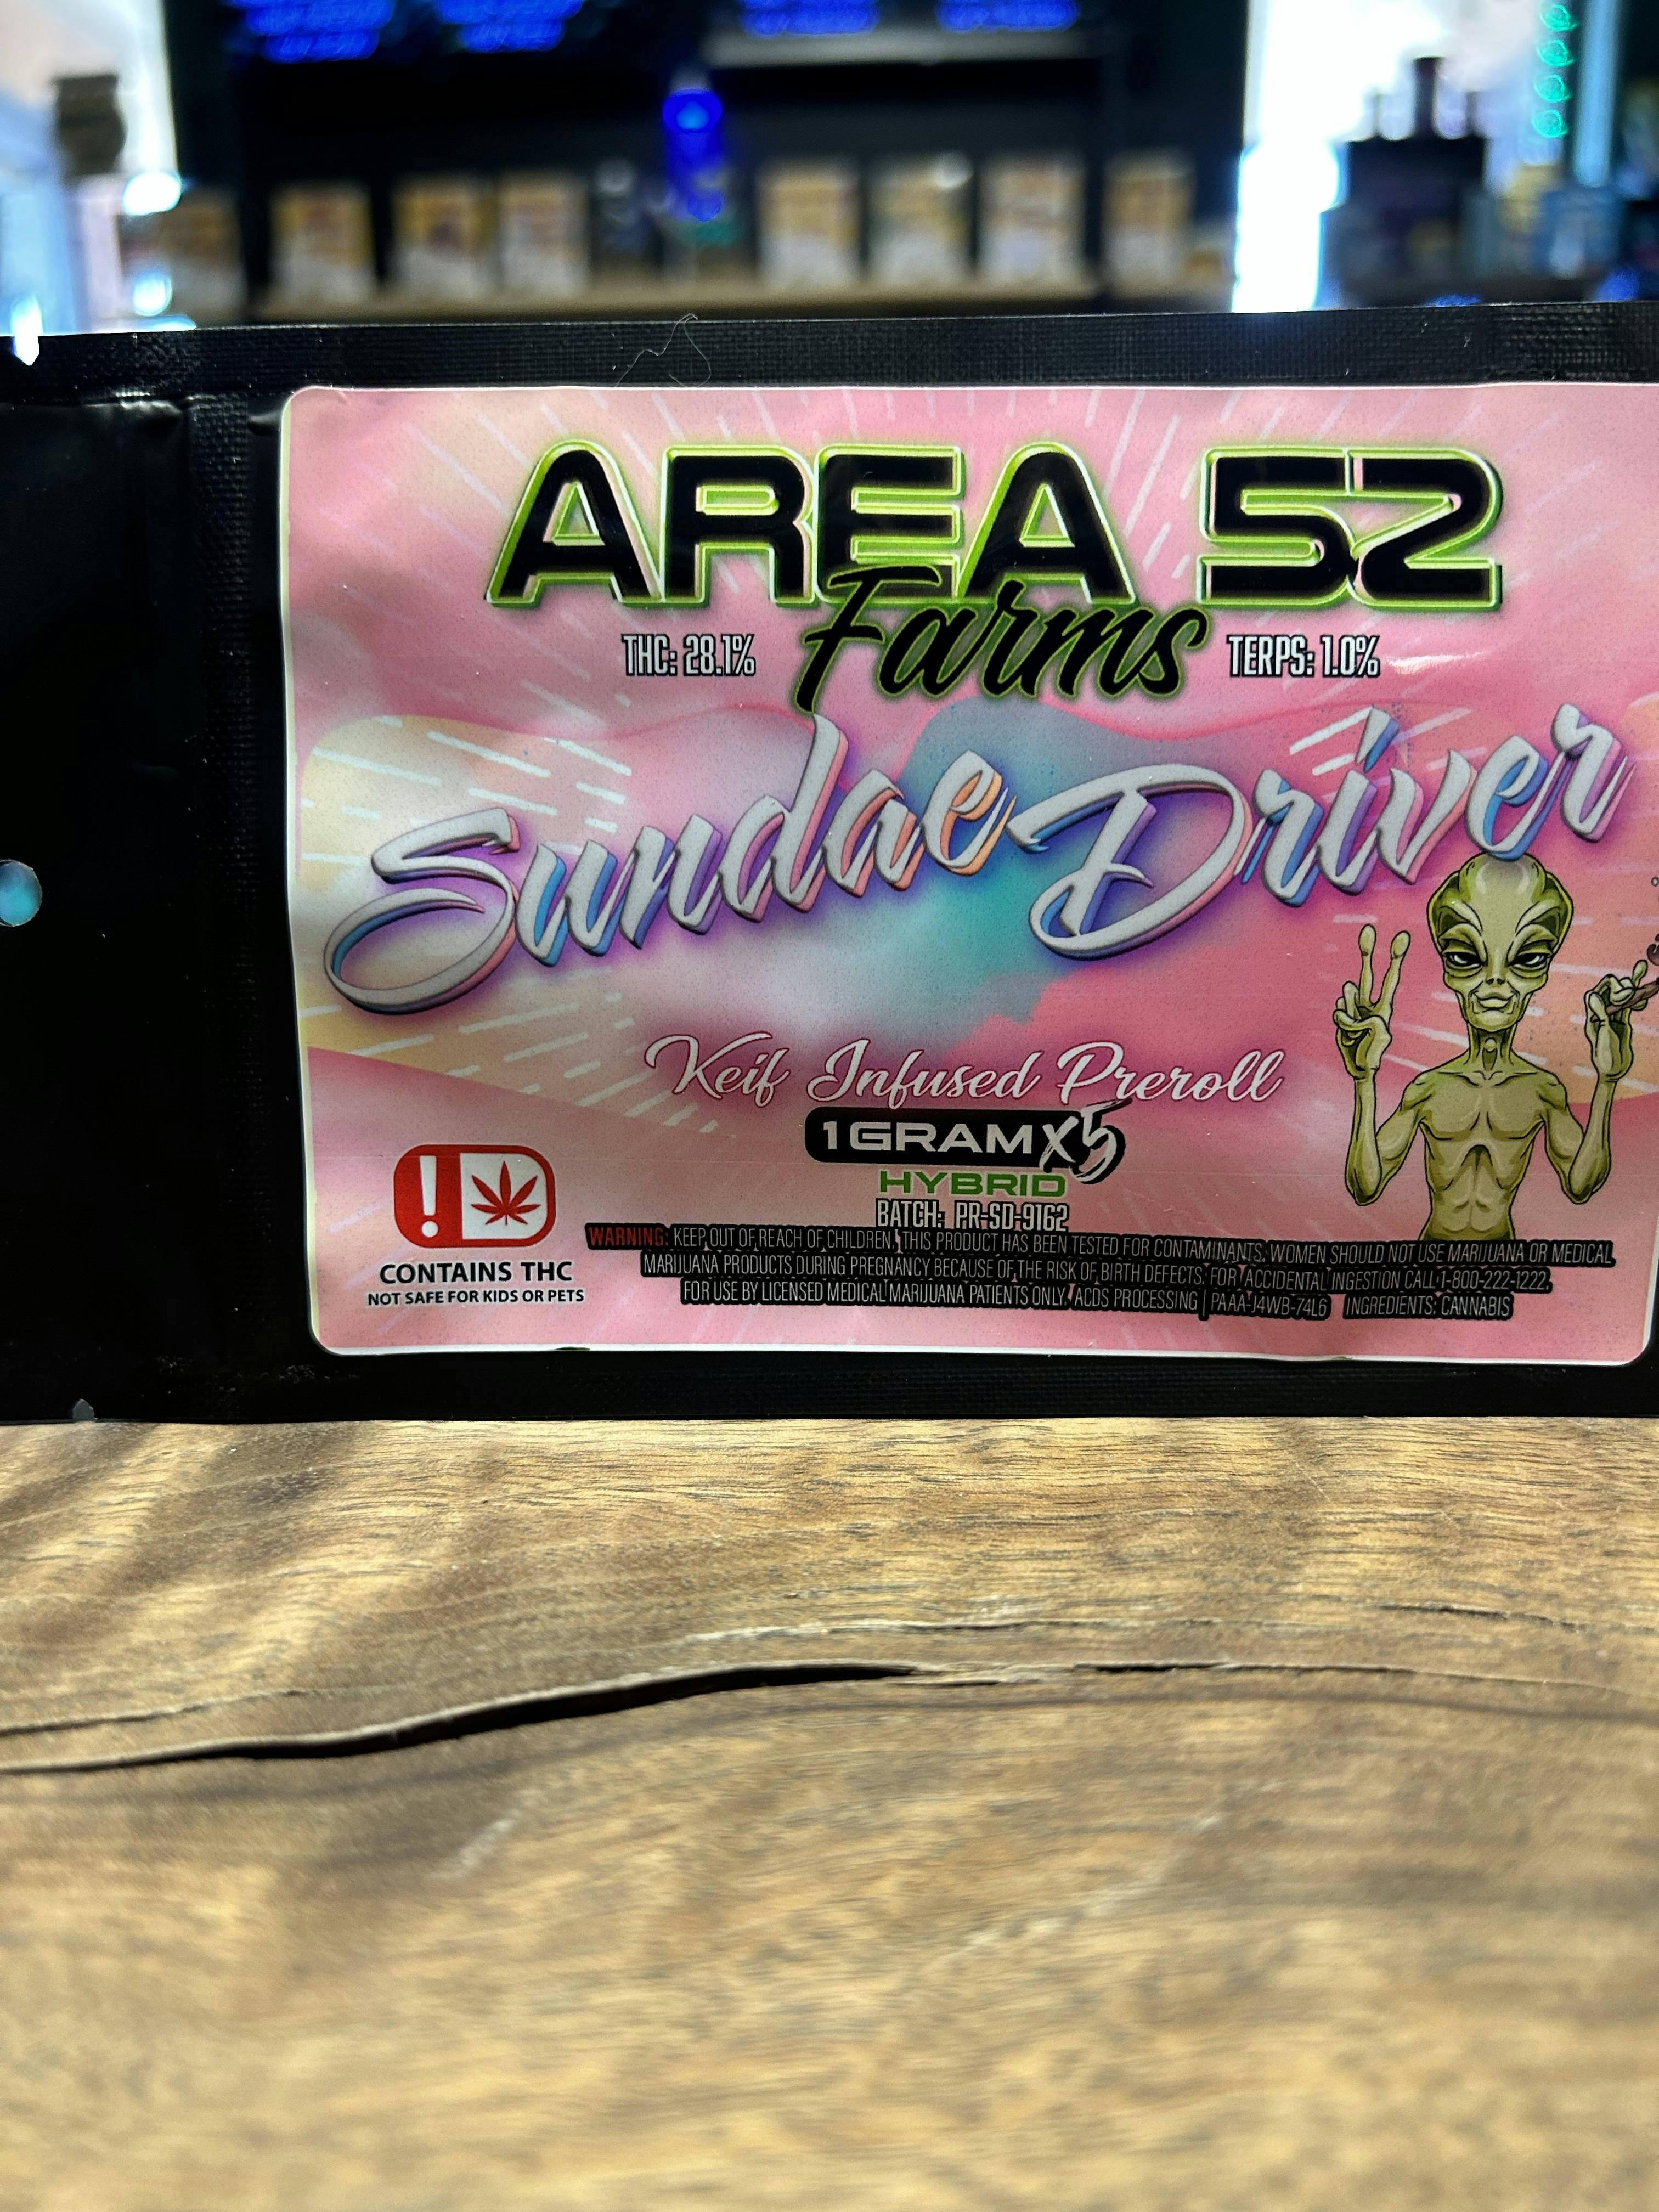 AREA 52
Farms
THC: 28.1%
TERPS: 1.0%
Sundae Driver
Keif Infused Preroll
1 GRAM X5
HYBRID
BATCH: PR-SD-9162
CONTAINS THC
NOT SAFE FOR KIDS OR PETS
WARNING: KEEP OUT OF REACH OF CHILDREN. THIS PRODUCT HAS BEEN TESTED FOR CONTAMINANTS. WOMEN SHOULD NOT USE MARIJUANA OR MEDICAL
MARIJUANA PRODUCTS DURING PREGNANCY BECAUSE OF THE RISK OF BIRTH DEFECTS. FOR ACCIDENTAL INGESTION CALL 1-800-222-1222.
FOR USE BY LICENSED MEDICAL MARIJUANA PATIENTS ONLY. ACDS PROCESSING | PAAA-J4WB-74L6 INGREDIENTS: CANNABIS